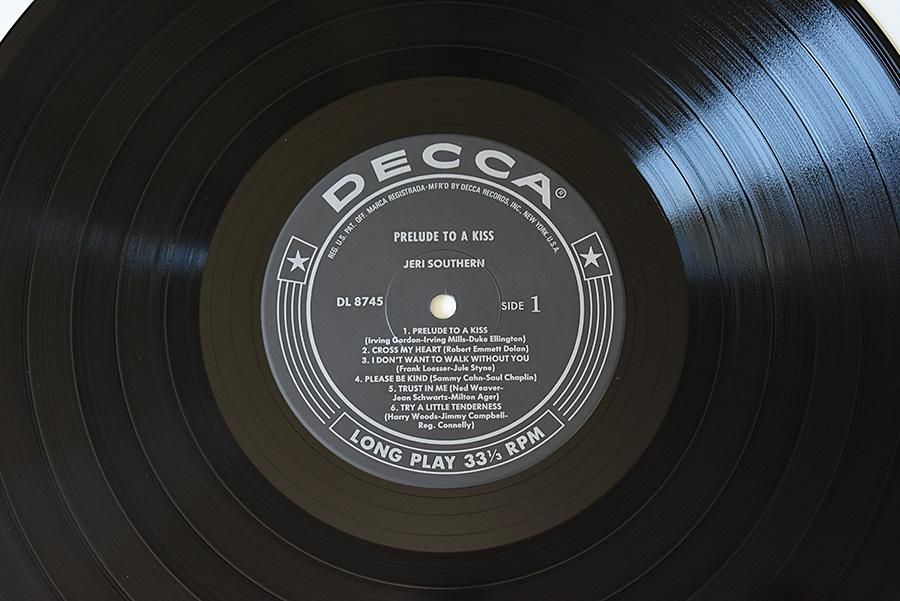 DECCA®
REG. U.S. PAT. OFF. MARCA REGISTRADA·MFR'D BY DECCA RECORDS, INC., NEW YORK U.S.A.
PRELUDE TO A KISS
JERI SOUTHERN
DL 8745
SIDE 1
1. PRELUDE TO A KISS
(Irving Gordon-Irving Mills-Duke Ellington)
2. CROSS MY HEART (Robert Emmett Dolan)
3. I DON'T WANT TO WALK WITHOUT YOU
(Frank Loesser-Jule Styne)
4. PLEASE BE KIND (Sammy Cahn-Saul Chaplin)
5. TRUST IN ME (Ned Weaver-
Jean Schwartz-Milton Ager)
6. TRY A LITTLE TENDERNESS
(Harry Woods-Jimmy Campbell-
Reg. Connelly)
LONG PLAY 33⅓ RPM